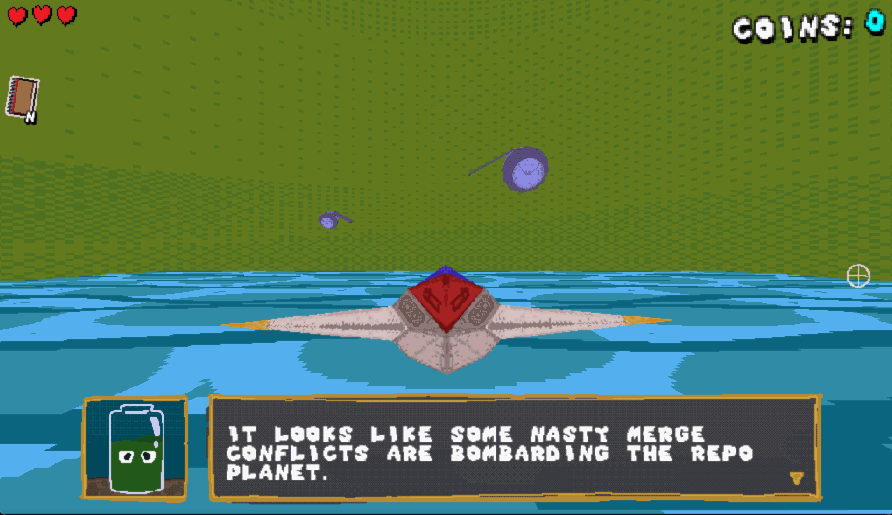 COINS: 0
N
IT LOOKS LIKE SOME NASTY MERGE
CONFLICTS ARE BOMBARDING THE REPO
PLANET.